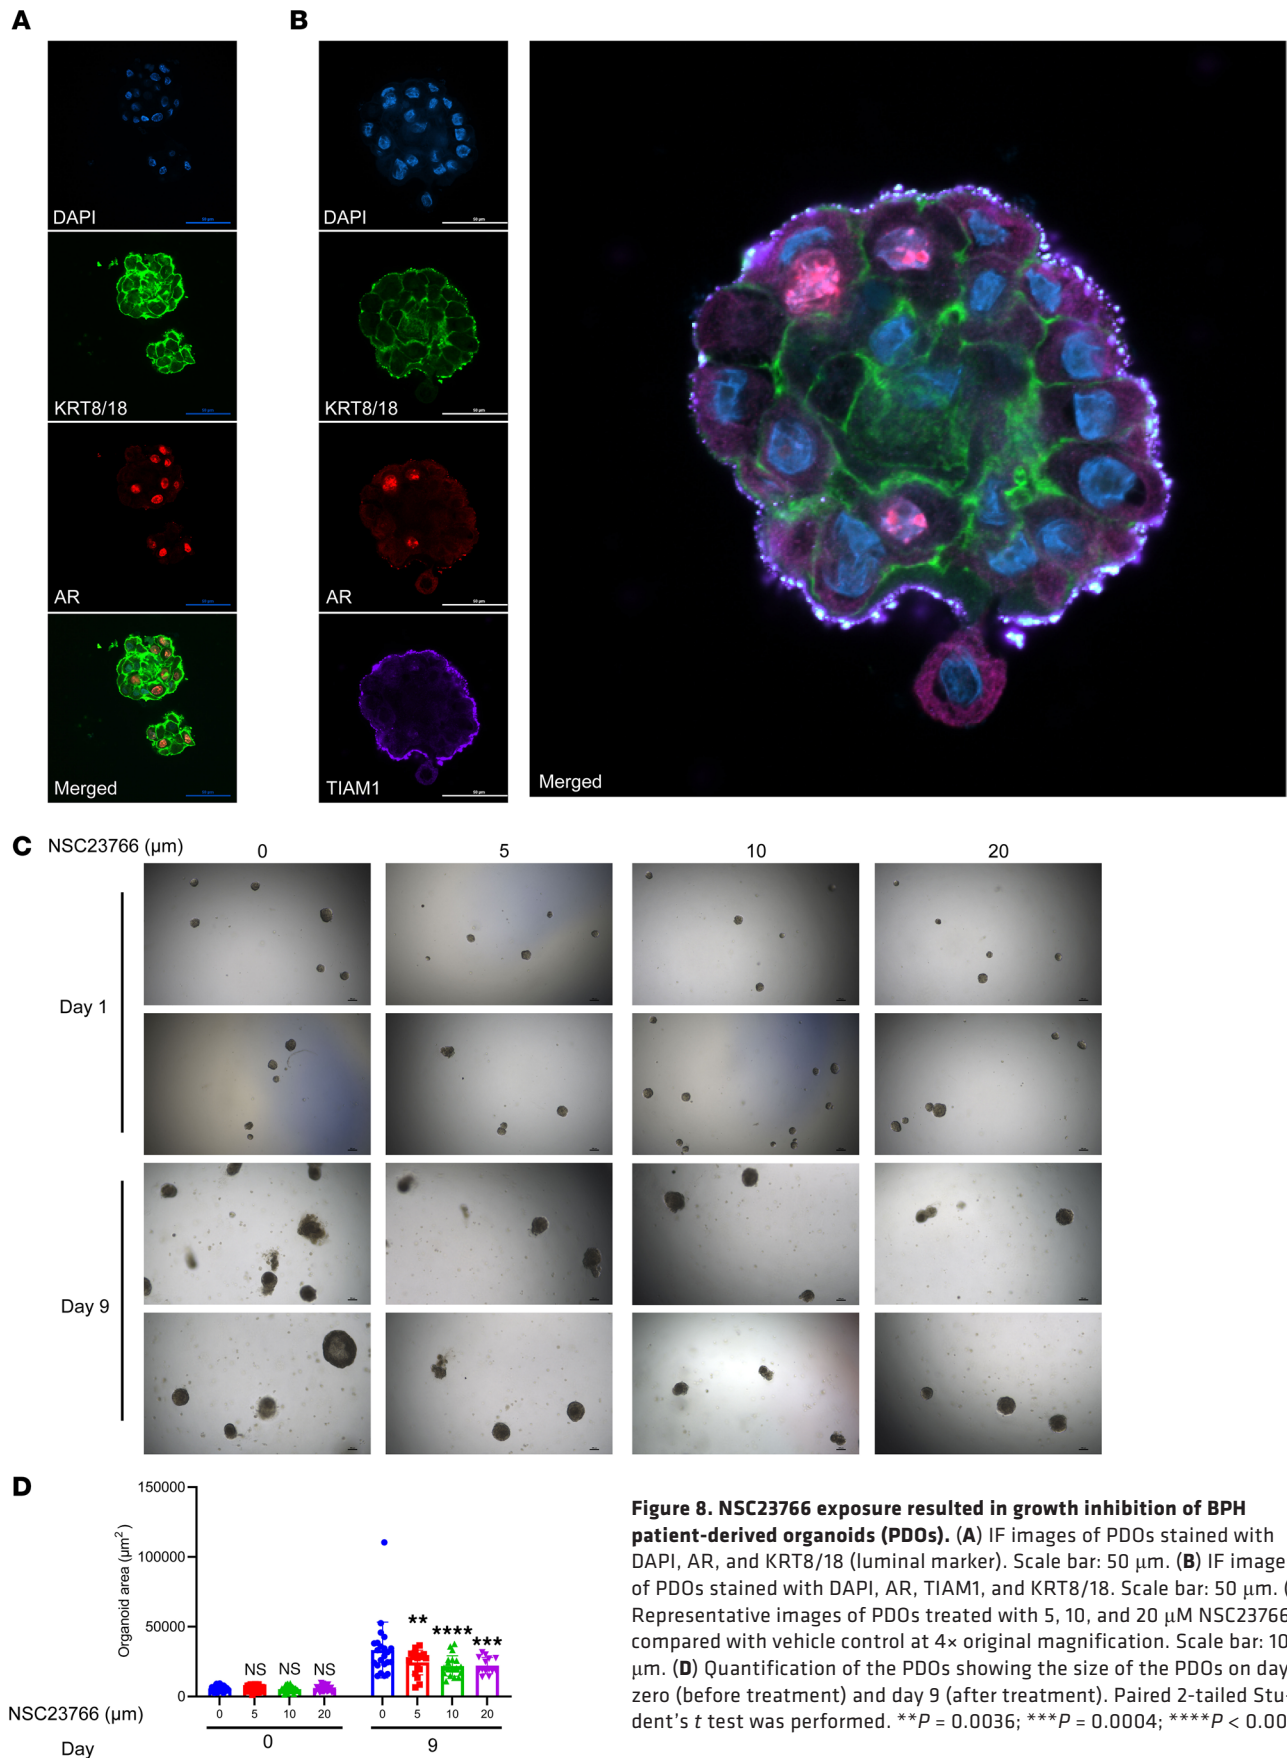 A
B
DAPI
KRT8/18
AR
Merged
DAPI
KRT8/18
AR
TIAM1
Merged
C
NSC23766 (μm)
0
5
10
20
Day 1
Day 9
D
Organoid area (μm²)
150000
100000
50000
0
NS NS NS
** **** ***
NSC23766 (μm)
0 5 10 20 0 5 10 20
Day
0 9
Figure 8. NSC23766 exposure resulted in growth inhibition of BPH
patient-derived organoids (PDOs). (A) IF images of PDOs stained with
DAPI, AR, and KRT8/18 (luminal marker). Scale bar: 50 μm. (B) IF image
of PDOs stained with DAPI, AR, TIAM1, and KRT8/18. Scale bar: 50 μm. (
Representative images of PDOs treated with 5, 10, and 20 μM NSC23766
compared with vehicle control at 4× original magnification. Scale bar: 10
μm. (D) Quantification of the PDOs showing the size of the PDOs on day
zero (before treatment) and day 9 (after treatment). Paired 2-tailed Stu-
dent's t test was performed. **P = 0.0036; ***P = 0.0004; ****P < 0.00